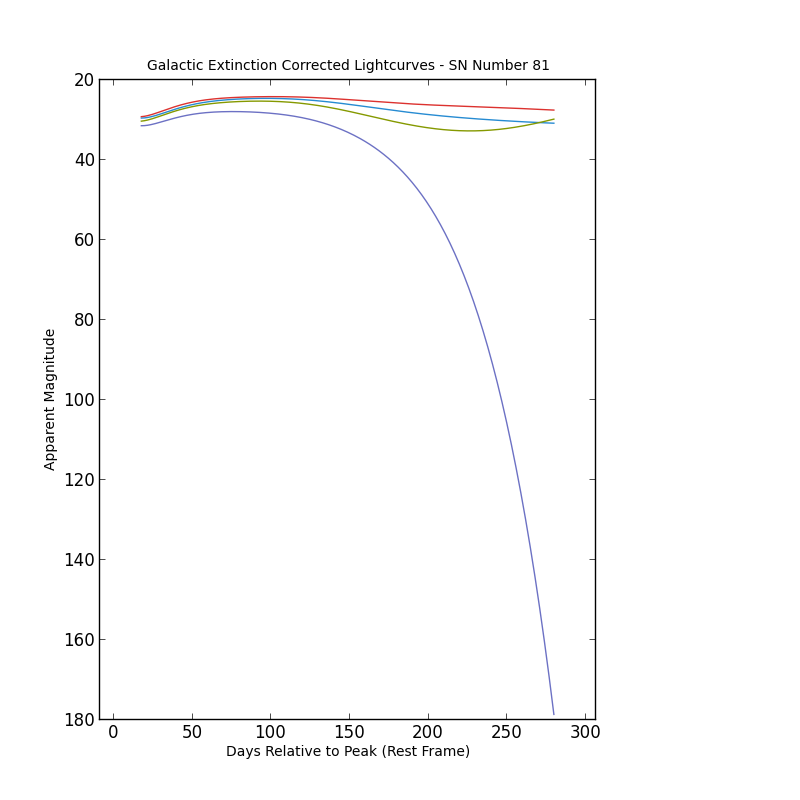 Galactic Extinction Corrected Lightcurves - SN Number 81
20
40
60
80
100
120
140
160
180
Apparent Magnitude
0 50 100 150 200 250 300
Days Relative to Peak (Rest Frame)